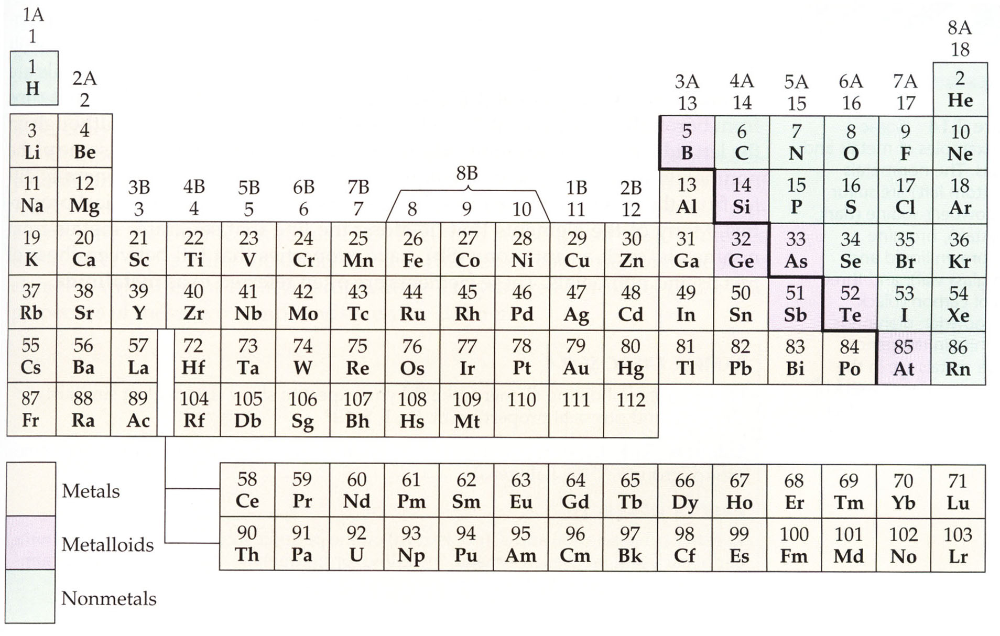 1A
1
8A
18
1
H
2A
2
3A 4A 5A 6A 7A
13 14 15 16 17
2
He
3 4 5 6 7 8 9 10
Li Be B C N O F Ne
8B
11 12 13 14 15 16 17 18
Na Mg Al Si P S Cl Ar
3B 4B 5B 6B 7B 1B 2B
3 4 5 6 7 8 9 10 11 12
19 20 21 22 23 24 25 26 27 28 29 30 31 32 33 34 35 36
K Ca Sc Ti V Cr Mn Fe Co Ni Cu Zn Ga Ge As Se Br Kr
37 38 39 40 41 42 43 44 45 46 47 48 49 50 51 52 53 54
Rb Sr Y Zr Nb Mo Tc Ru Rh Pd Ag Cd In Sn Sb Te I Xe
55 56 57 72 73 74 75 76 77 78 79 80 81 82 83 84 85 86
Cs Ba La Hf Ta W Re Os Ir Pt Au Hg Tl Pb Bi Po At Rn
87 88 89 104 105 106 107 108 109 110 111 112
Fr Ra Ac Rf Db Sg Bh Hs Mt
58 59 60 61 62 63 64 65 66 67 68 69 70 71
Ce Pr Nd Pm Sm Eu Gd Tb Dy Ho Er Tm Yb Lu
90 91 92 93 94 95 96 97 98 99 100 101 102 103
Th Pa U Np Pu Am Cm Bk Cf Es Fm Md No Lr
Metals
Metalloids
Nonmetals